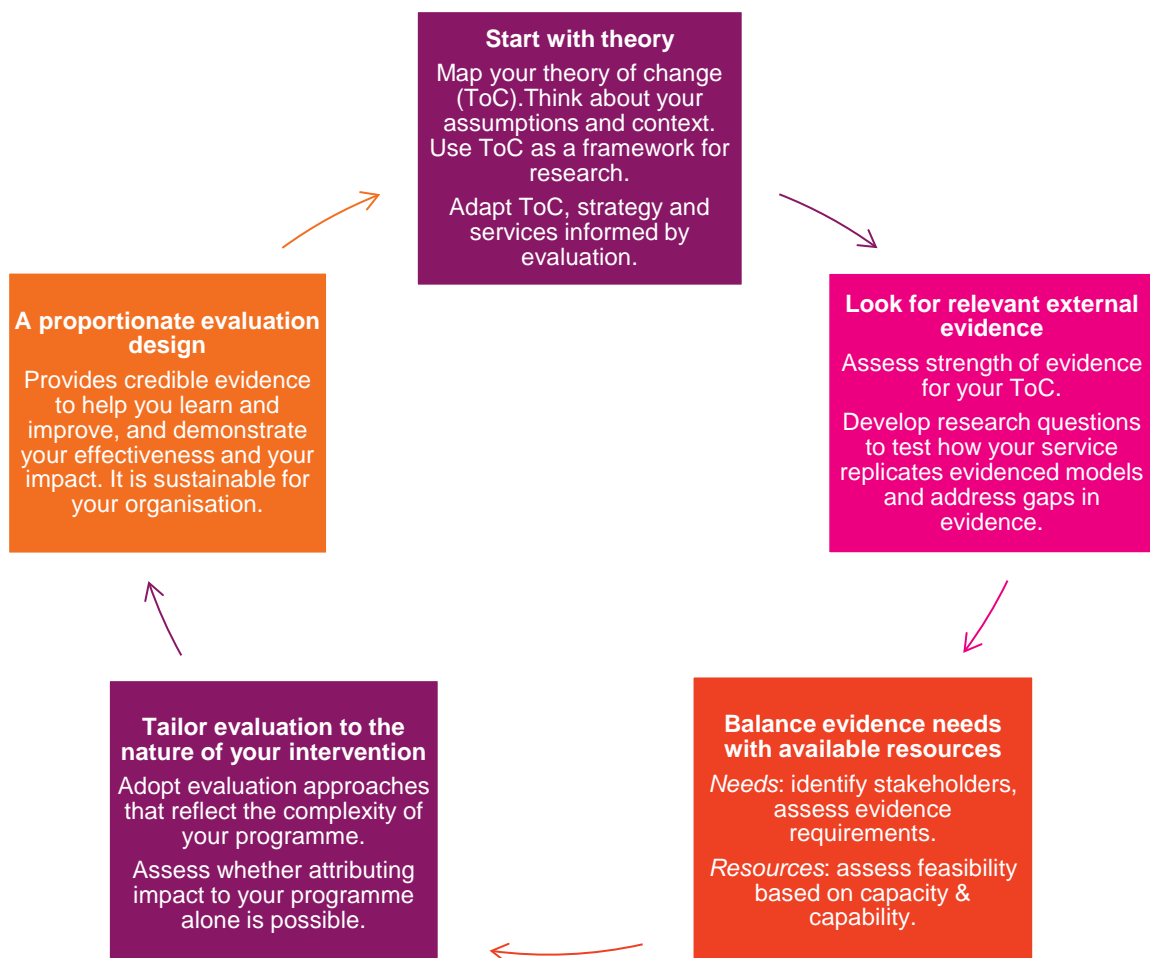 Start with theory
Map your theory of change
(ToC).Think about your
assumptions and context.
Use ToC as a framework for
research.
Adapt ToC, strategy and
services informed by
evaluation.
Look for relevant external
evidence
Assess strength of evidence
for your ToC.
Develop research questions
to test how your service
replicates evidenced models
and address gaps in
evidence.
Balance evidence needs
with available resources
Needs: identify stakeholders,
assess evidence
requirements.
Resources: assess feasibility
based on capacity &
capability.
Tailor evaluation to the
nature of your intervention
Adopt evaluation approaches
that reflect the complexity of
your programme.
Assess whether attributing
impact to your programme
alone is possible.
A proportionate evaluation
design
Provides credible evidence
to help you learn and
improve, and demonstrate
your effectiveness and your
impact. It is sustainable for
your organisation.